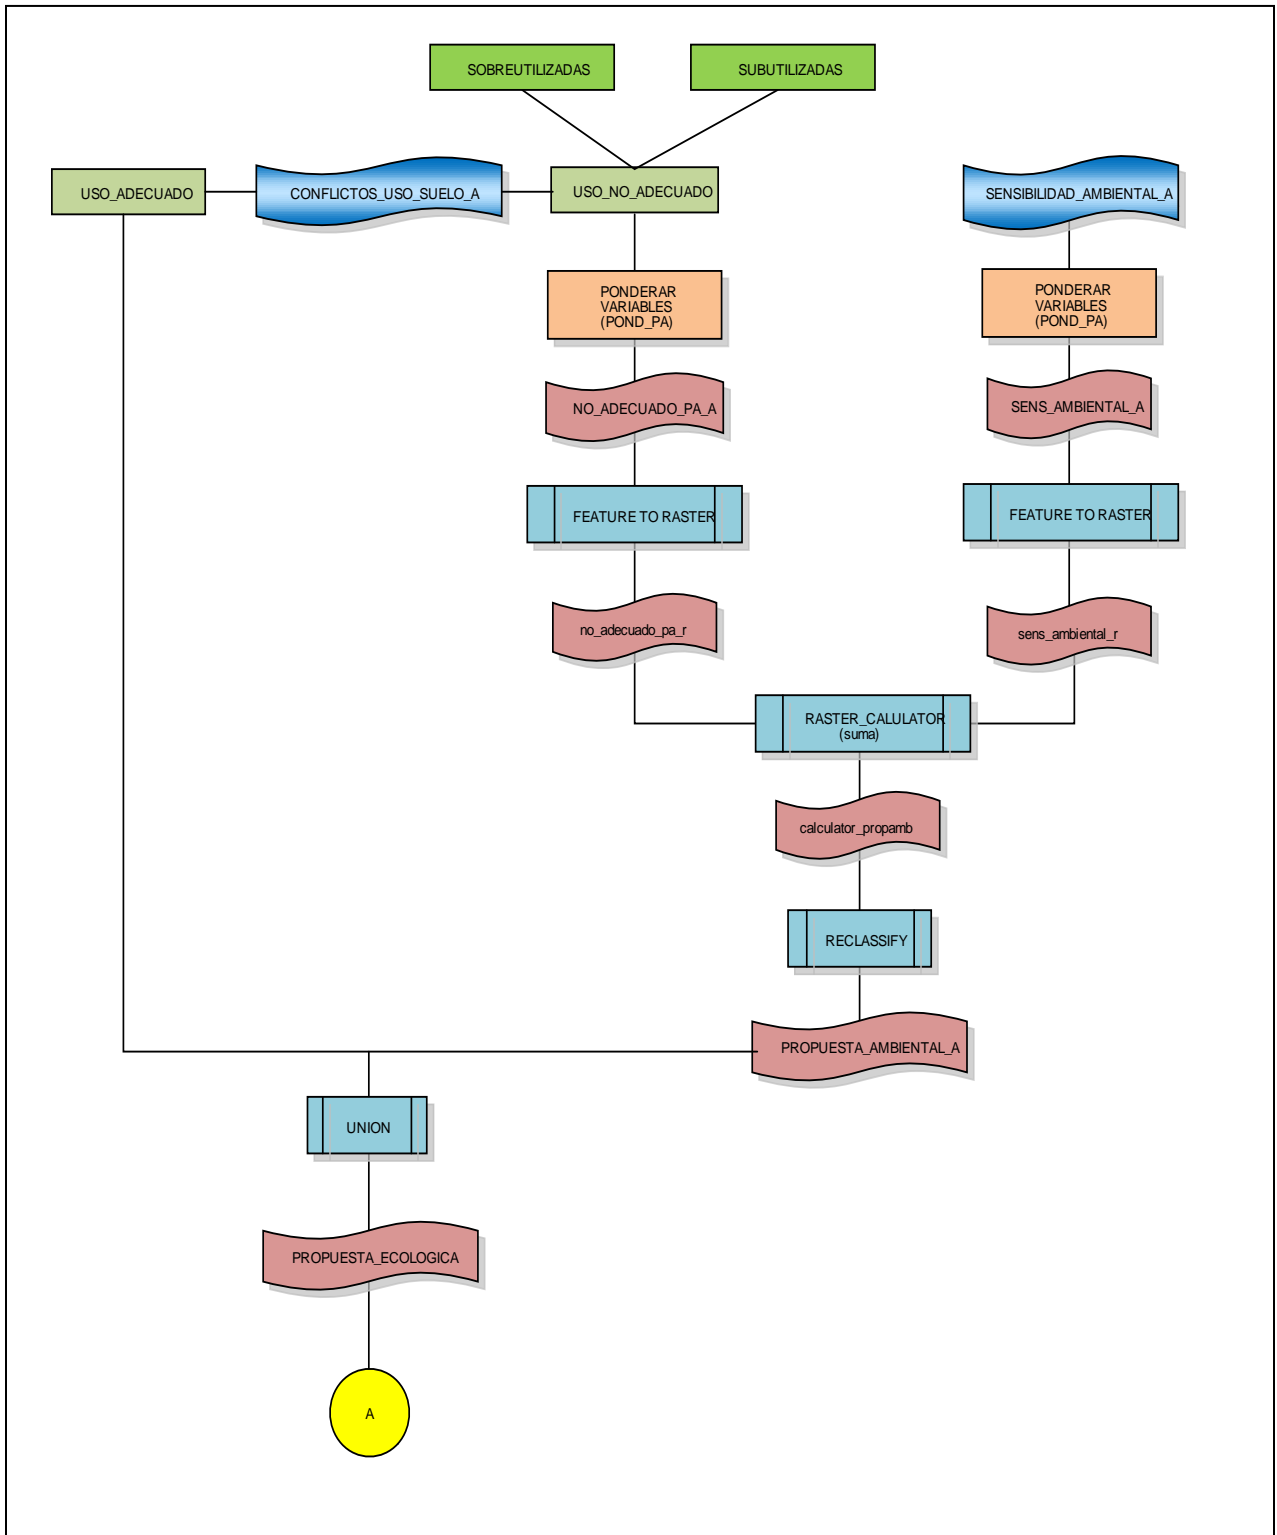 SOBREUTILIZADAS
SUBUTILIZADAS
USO_ADECUADO
CONFLICTOS_USO_SUELO_A
USO_NO_ADECUADO
SENSIBILIDAD_AMBIENTAL_A
PONDERAR
VARIABLES
(POND_PA)
PONDERAR
VARIABLES
(POND_PA)
NO_ADECUADO_PA_A
SENS_AMBIENTAL_A
FEATURE TO RASTER
FEATURE TO RASTER
no_adecuado_pa_r
sens_ambiental_r
RASTER_CALULATOR
(suma)
calculator_propamb
RECLASSIFY
PROPUESTA_AMBIENTAL_A
UNION
PROPUESTA_ECOLOGICA
A